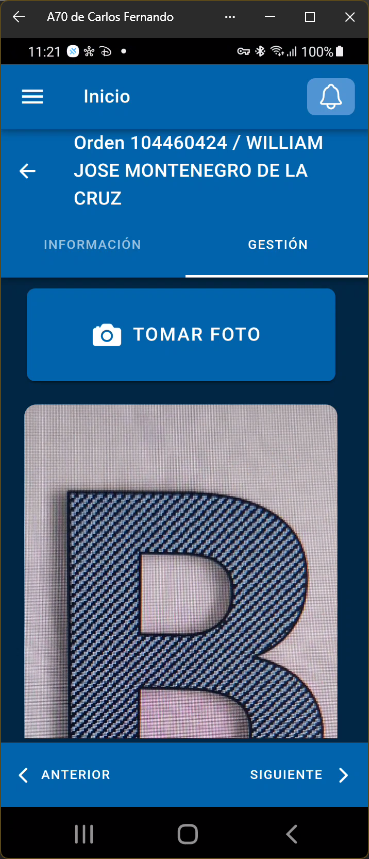 A70 de Carlos Fernando
11:21
100%
Inicio
Orden 104460424 / WILLIAM
JOSE MONTENEGRO DE LA
CRUZ
INFORMACIÓN
GESTIÓN
TOMAR FOTO
B
ANTERIOR
SIGUIENTE